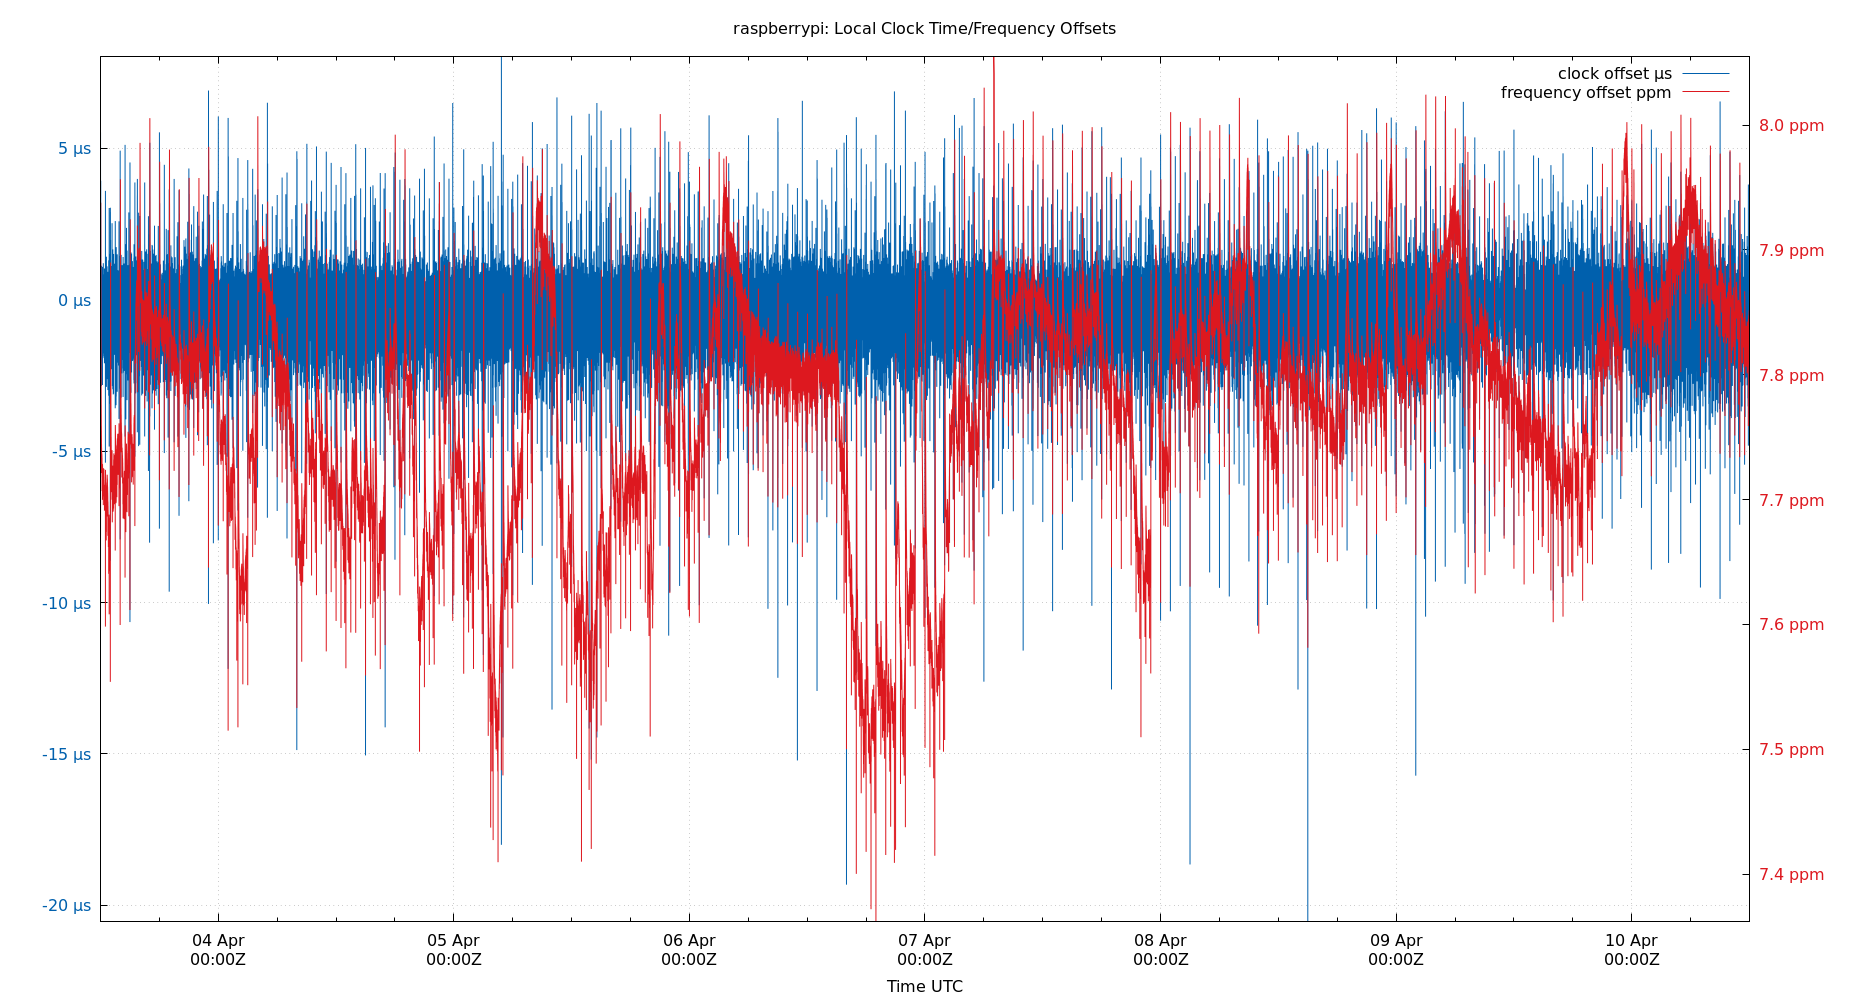 raspberrypi: Local Clock Time/Frequency Offsets
clock offset µs
frequency offset ppm
5 µs
0 µs
-5 µs
-10 µs
-15 µs
-20 µs
8.0 ppm
7.9 ppm
7.8 ppm
7.7 ppm
7.6 ppm
7.5 ppm
7.4 ppm
04 Apr
00:00Z
05 Apr
00:00Z
06 Apr
00:00Z
07 Apr
00:00Z
08 Apr
00:00Z
09 Apr
00:00Z
10 Apr
00:00Z
Time UTC